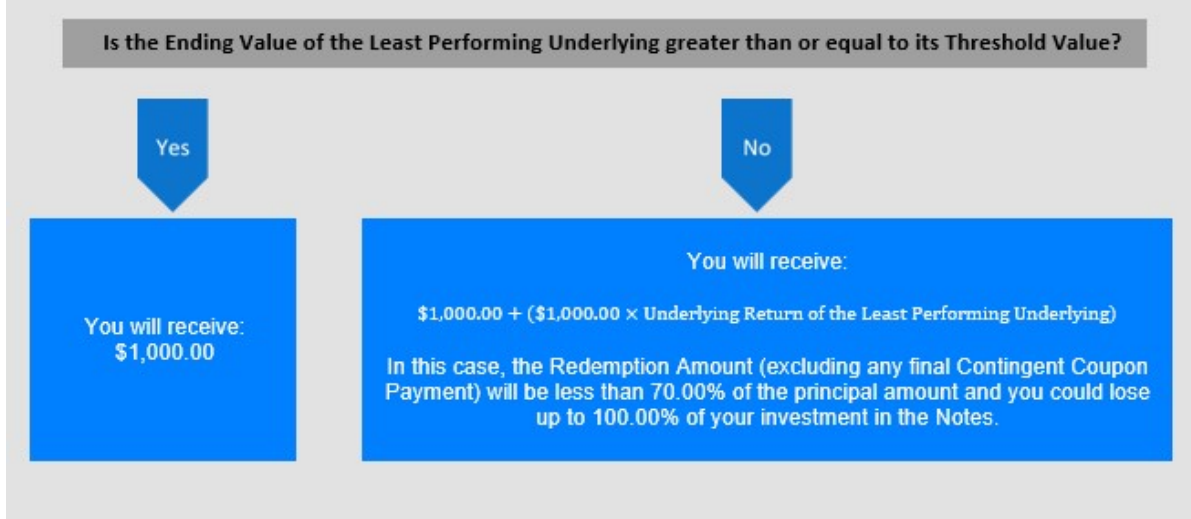 Is the Ending Value of the Least Performing Underlying greater than or equal to its Threshold Value?
Yes
No
You will receive:
$1,000.00
You will receive:
$1,000.00 + ($1,000.00 × Underlying Return of the Least Performing Underlying)
In this case, the Redemption Amount (excluding any final Contingent Coupon
Payment) will be less than 70.00% of the principal amount and you could lose
up to 100.00% of your investment in the Notes.